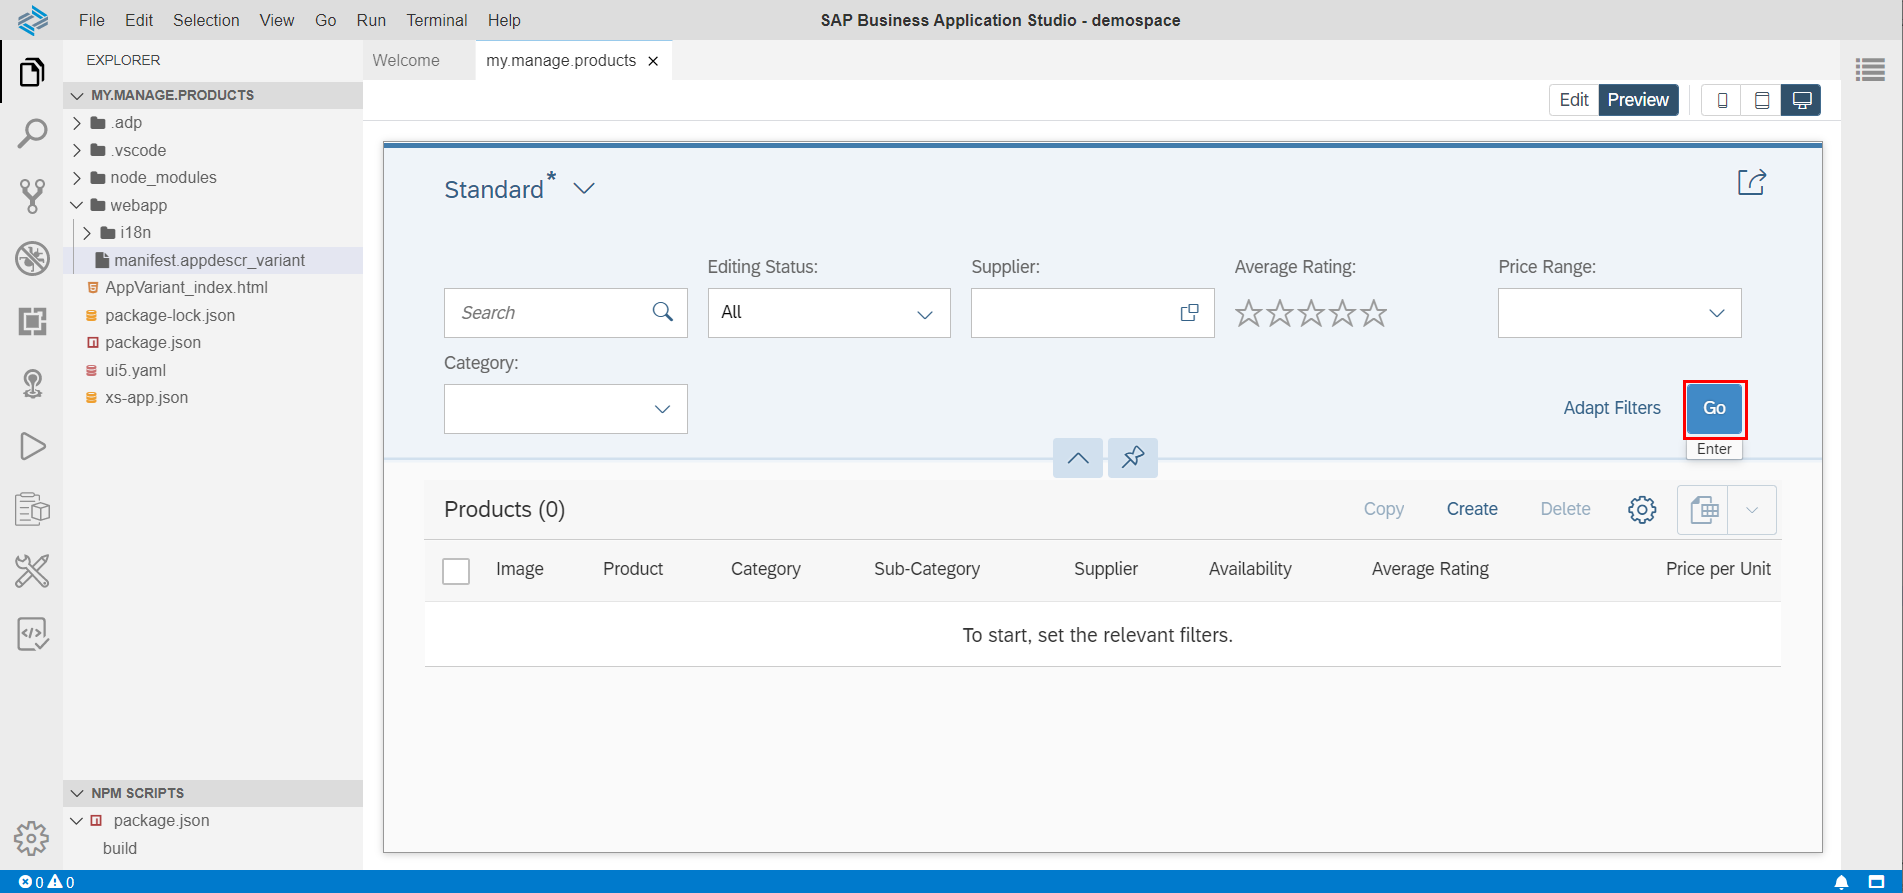 File Edit Selection View Go Run Terminal Help
SAP Business Application Studio - demospace
EXPLORER
MY.MANAGE.PRODUCTS
.adp
.vscode
node_modules
webapp
i18n
manifest.appdescr_variant
AppVariant_index.html
package-lock.json
package.json
ui5.yaml
xs-app.json
NPM SCRIPTS
package.json
build
Welcome
my.manage.products
Edit Preview
Standard*
Editing Status:
Supplier:
Average Rating:
Price Range:
Search
All
Category:
Adapt Filters
Go
Enter
Products (0)
Copy Create Delete
Image Product Category Sub-Category Supplier Availability Average Rating Price per Unit
To start, set the relevant filters.
0 0